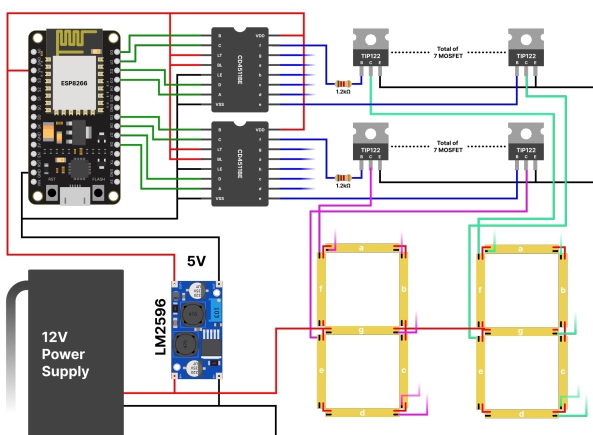 ESP8266
RST
FLASH
B
C
LT
BL
LE
D
A
VSS
CD4511BE
VDD
f
g
a
b
c
d
e
B
C
LT
BL
LE
D
A
VSS
CD4511BE
VDD
f
g
a
b
c
d
e
TIP122
B C E
1.2kΩ
Total of
7 MOSFET
TIP122
B C E
TIP122
B C E
1.2kΩ
Total of
7 MOSFET
TIP122
B C E
12V
Power
Supply
5V
LM2596
a
f
b
g
e
c
d
a
f
b
g
e
c
d